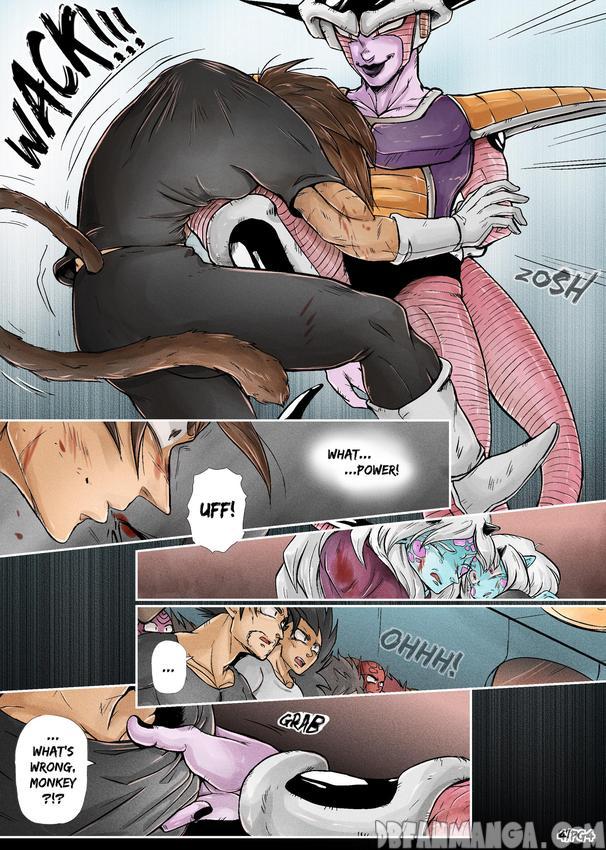 WACK!!!
ZOSH
WHAT...
...POWER!
UFF!
OHHH!
...
GRAB
...
WHAT'S
WRONG,
MONKEY
?!?
DBFANMANGA.COM